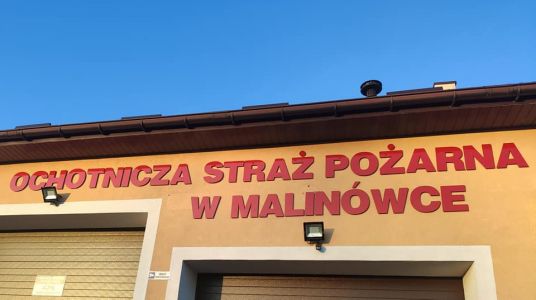 OCHOTNICZA STRAŻ POŻARNA
W MALINÓWCE